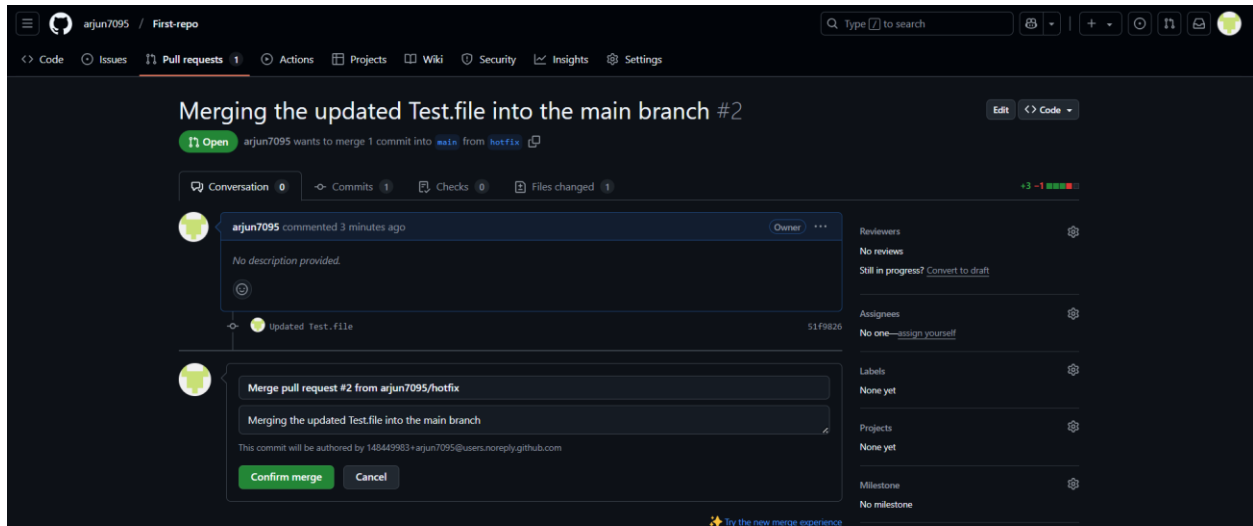 arjun7095 / First-repo
Type / to search
Code Issues Pull requests 1 Actions Projects Wiki Security Insights Settings
Merging the updated Test.file into the main branch #2
Edit Code
Open arjun7095 wants to merge 1 commit into main from hotfix
Conversation 0 Commits 1 Checks 0 Files changed 1
+3 −1
arjun7095 commented 3 minutes ago
Owner
No description provided.
Updated Test.file
51f9826
Merge pull request #2 from arjun7095/hotfix
Merging the updated Test.file into the main branch
This commit will be authored by 148449983+arjun7095@users.noreply.github.com
Confirm merge Cancel
Try the new merge experience
Reviewers
No reviews
Still in progress? Convert to draft
Assignees
No one—assign yourself
Labels
None yet
Projects
None yet
Milestone
No milestone